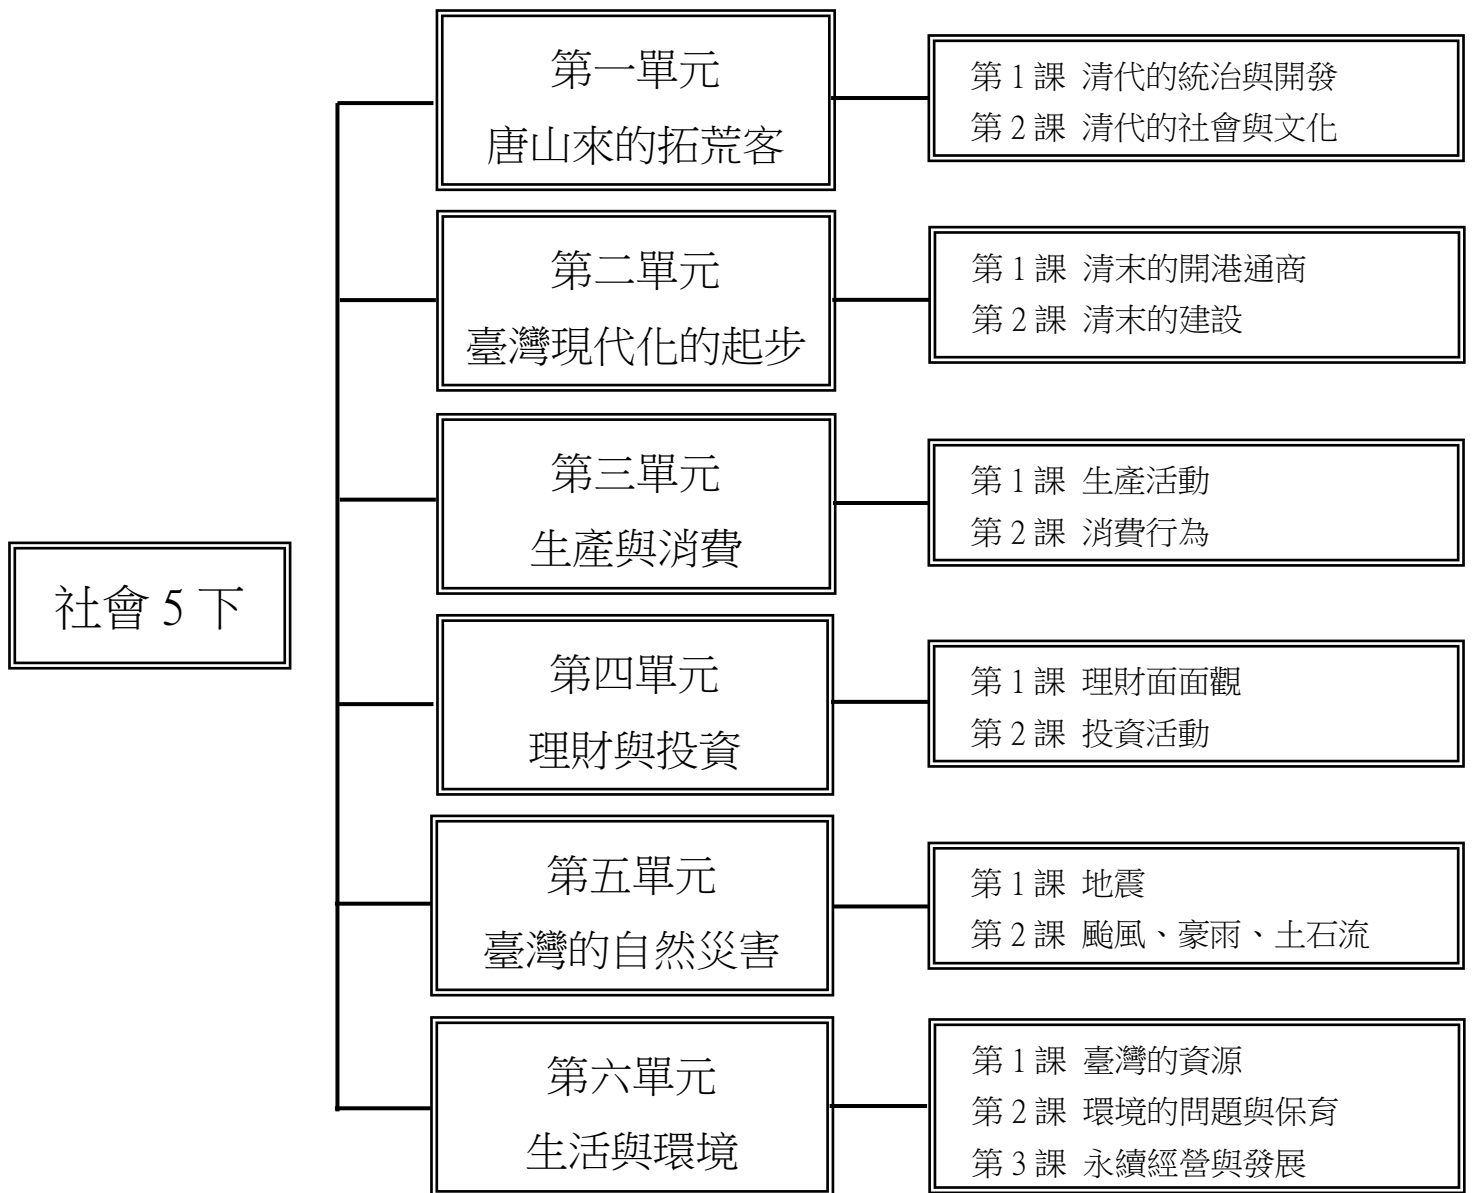 社會 5 下
第一單元
唐山來的拓荒客
第 1 課 清代的統治與開發
第 2 課 清代的社會與文化
第二單元
臺灣現代化的起步
第 1 課 清末的開港通商
第 2 課 清末的建設
第三單元
生產與消費
第 1 課 生產活動
第 2 課 消費行為
第四單元
理財與投資
第 1 課 理財面面觀
第 2 課 投資活動
第五單元
臺灣的自然災害
第 1 課 地震
第 2 課 颱風、豪雨、土石流
第六單元
生活與環境
第 1 課 臺灣的資源
第 2 課 環境的問題與保育
第 3 課 永續經營與發展